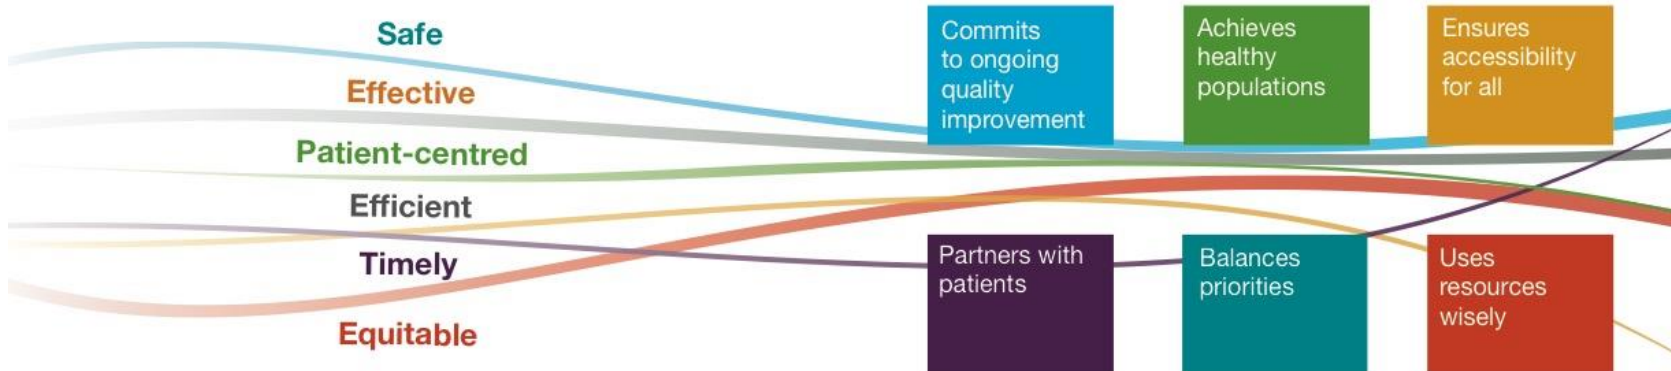 Safe
Effective
Patient-centred
Efficient
Timely
Equitable
Commits
to ongoing
quality
improvement
Achieves
healthy
populations
Ensures
accessibility
for all
Partners with
patients
Balances
priorities
Uses
resources
wisely